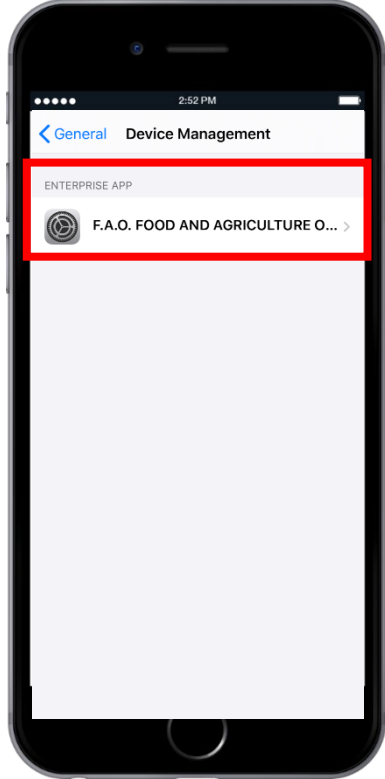 2:52 PM
General Device Management
ENTERPRISE APP
F.A.O. FOOD AND AGRICULTURE O...